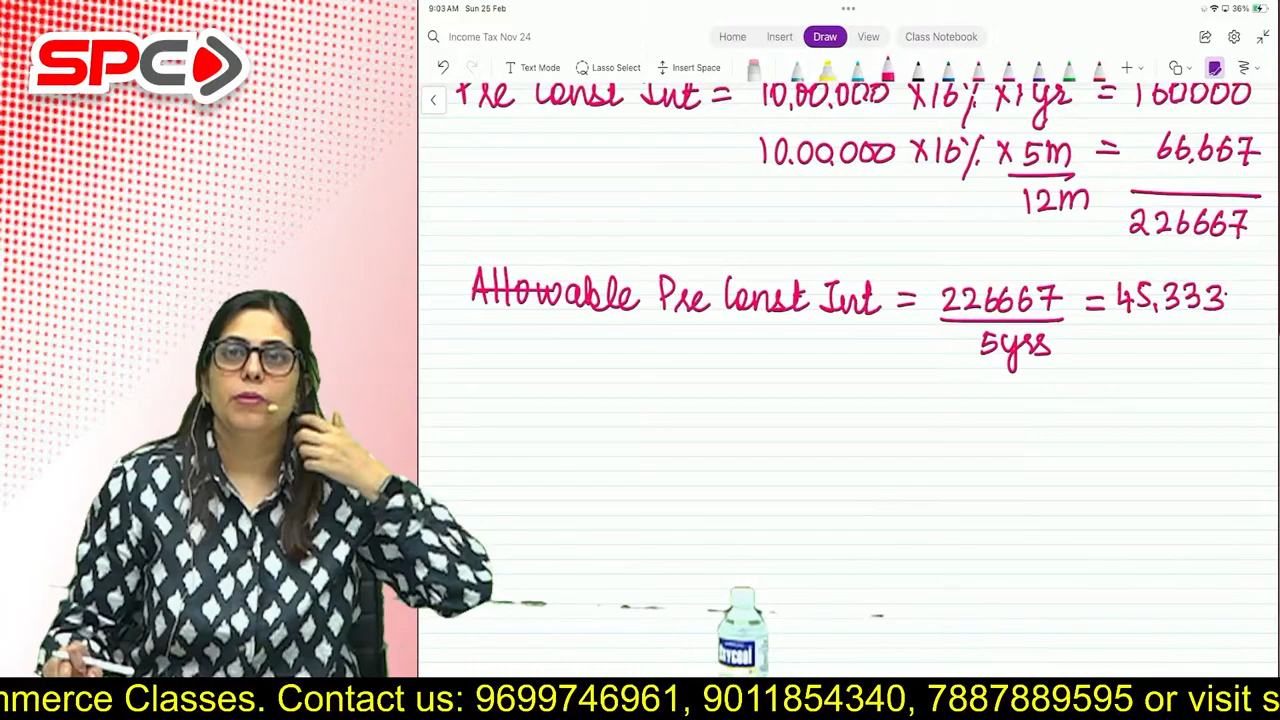 9:03 AM Sun 25 Feb
36%
SPC
Income Tax Nov 24
Home Insert Draw View Class Notebook
Text Mode Lasso Select Insert Space
Pre Const Int = 10,00,000 x 16% x 1yr = 160000
10.00,000 x 16% x 5m = 66,667
12m
226667
Allowable Pre Const Int = 226667 = 45,333
5yrs
mmerce Classes. Contact us: 9699746961, 9011854340, 7887889595 or visit s